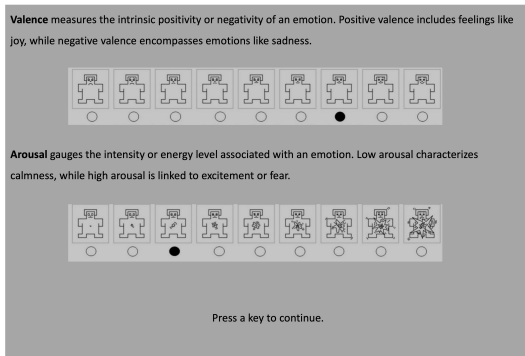 Valence measures the intrinsic positivity or negativity of an emotion. Positive valence includes feelings like
joy, while negative valence encompasses emotions like sadness.
Arousal gauges the intensity or energy level associated with an emotion. Low arousal characterizes
calmness, while high arousal is linked to excitement or fear.
Press a key to continue.